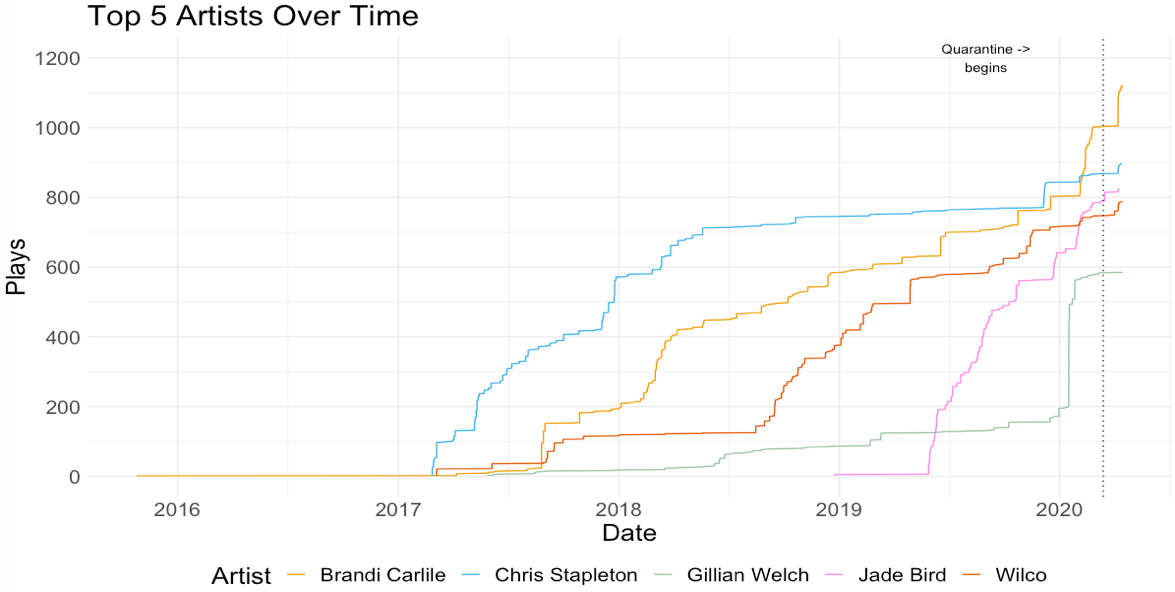 Top 5 Artists Over Time
Quarantine ->
begins
1200
1000
800
600
400
200
0
Plays
2016 2017 2018 2019 2020
Date
Artist Brandi Carlile Chris Stapleton Gillian Welch Jade Bird Wilco